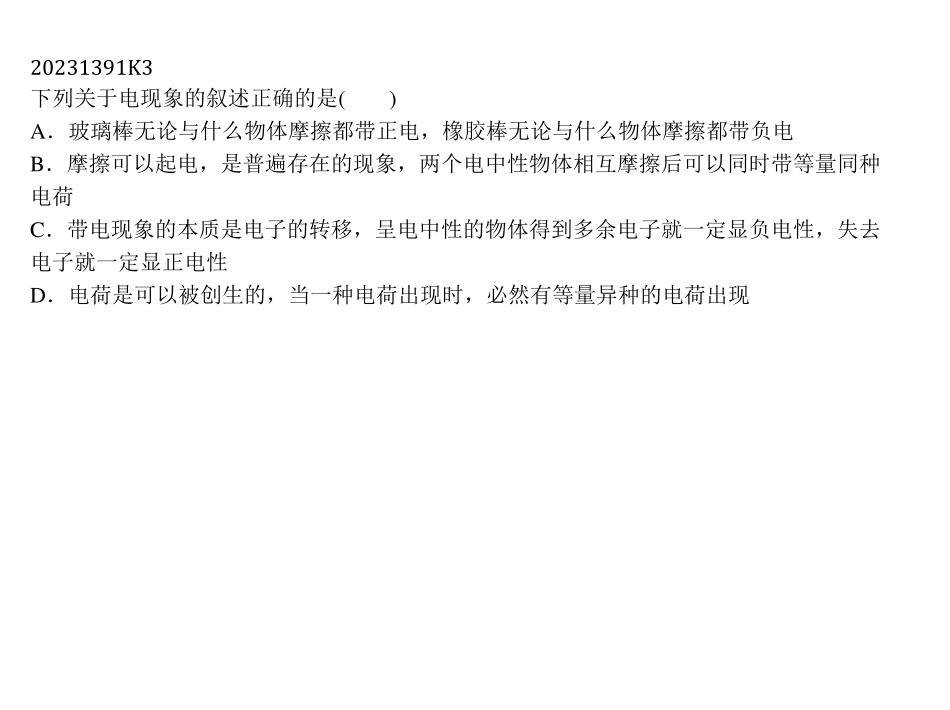 20231391K3
下列关于电现象的叙述正确的是(　　)
A．玻璃棒无论与什么物体摩擦都带正电，橡胶棒无论与什么物体摩擦都带负电
B．摩擦可以起电，是普遍存在的现象，两个电中性物体相互摩擦后可以同时带等量同种
电荷
C．带电现象的本质是电子的转移，呈电中性的物体得到多余电子就一定显负电性，失去
电子就一定显正电性
D．电荷是可以被创生的，当一种电荷出现时，必然有等量异种的电荷出现